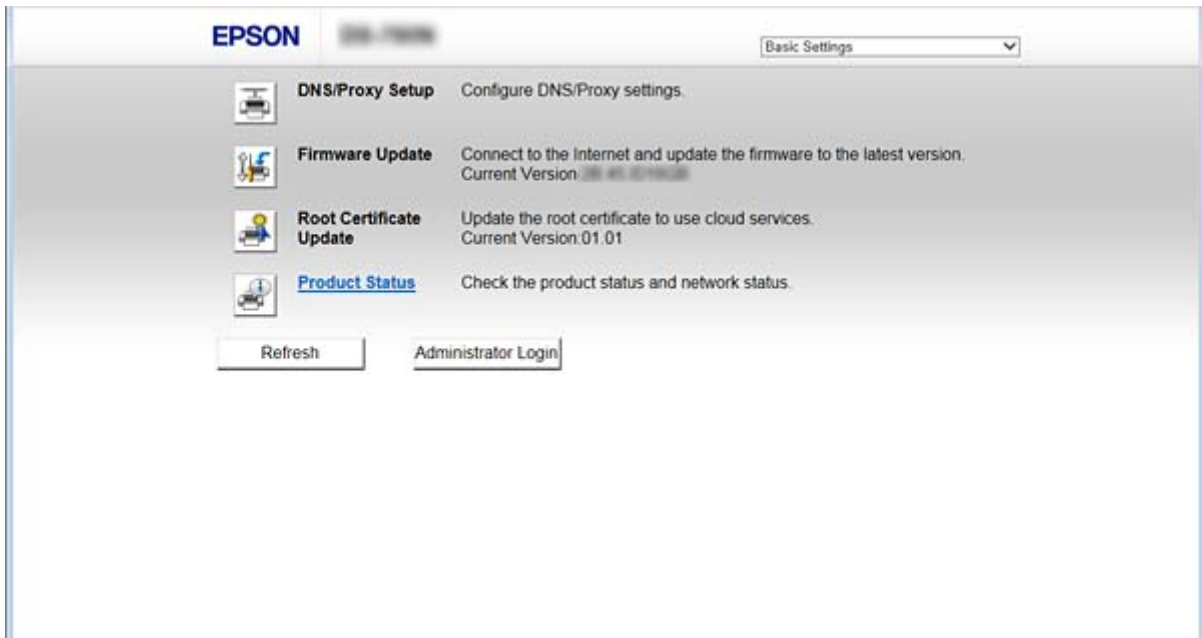 EPSON
Basic Settings
DNS/Proxy Setup
Configure DNS/Proxy settings.
Firmware Update
Connect to the Internet and update the firmware to the latest version.
Current Version
Root Certificate
Update
Update the root certificate to use cloud services.
Current Version:01.01
Product Status
Check the product status and network status.
Refresh
Administrator Login